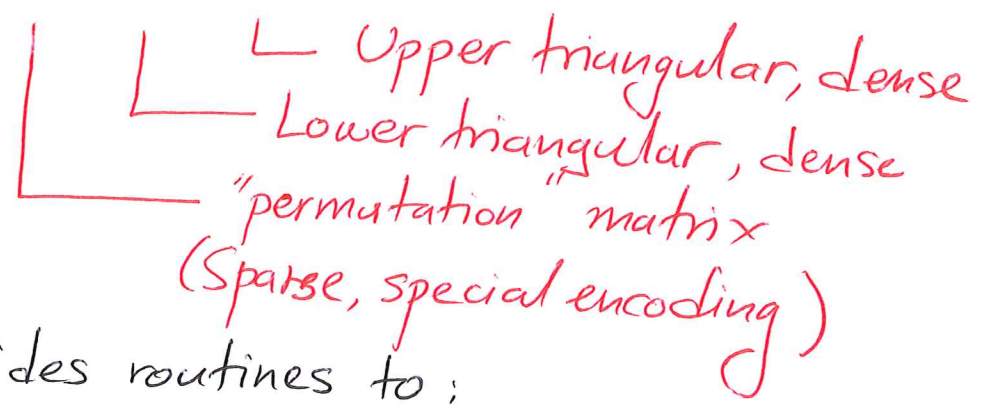 Upper triangular, dense
Lower triangular, dense
"permutation" matrix
(Sparse, special encoding)
des routines to: